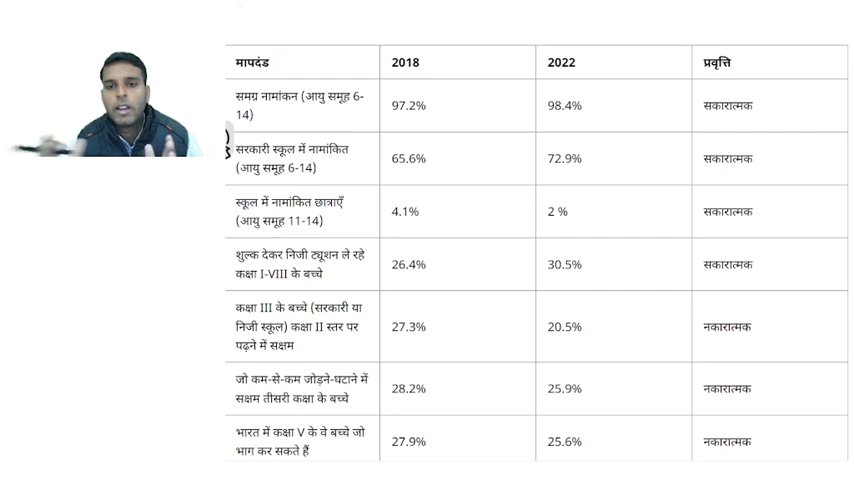 मापदंड 2018 2022 प्रवृत्ति
समग्र नामांकन (आयु समूह 6-
14) 97.2% 98.4% सकारात्मक
सरकारी स्कूल में नामांकित
(आयु समूह 6-14) 65.6% 72.9% सकारात्मक
स्कूल में नामांकित छात्राएँ
(आयु समूह 11-14) 4.1% 2 % सकारात्मक
शुल्क देकर निजी ट्यूशन ले रहे
कक्षा I-VIII के बच्चे 26.4% 30.5% सकारात्मक
कक्षा III के बच्चे (सरकारी या
निजी स्कूल) कक्षा II स्तर पर
पढ़ने में सक्षम 27.3% 20.5% नकारात्मक
जो कम-से-कम जोड़ने-घटाने में
सक्षम तीसरी कक्षा के बच्चे 28.2% 25.9% नकारात्मक
भारत में कक्षा V के वे बच्चे जो
भाग कर सकते हैं 27.9% 25.6% नकारात्मक